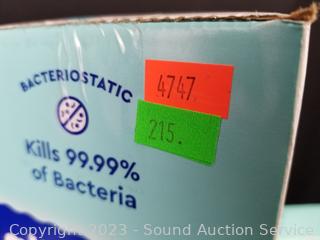 BACTERIOSTATIC
Kills 99.99%
of Bacteria
4747
215.
Copyright 2023 - Sound Auction Service